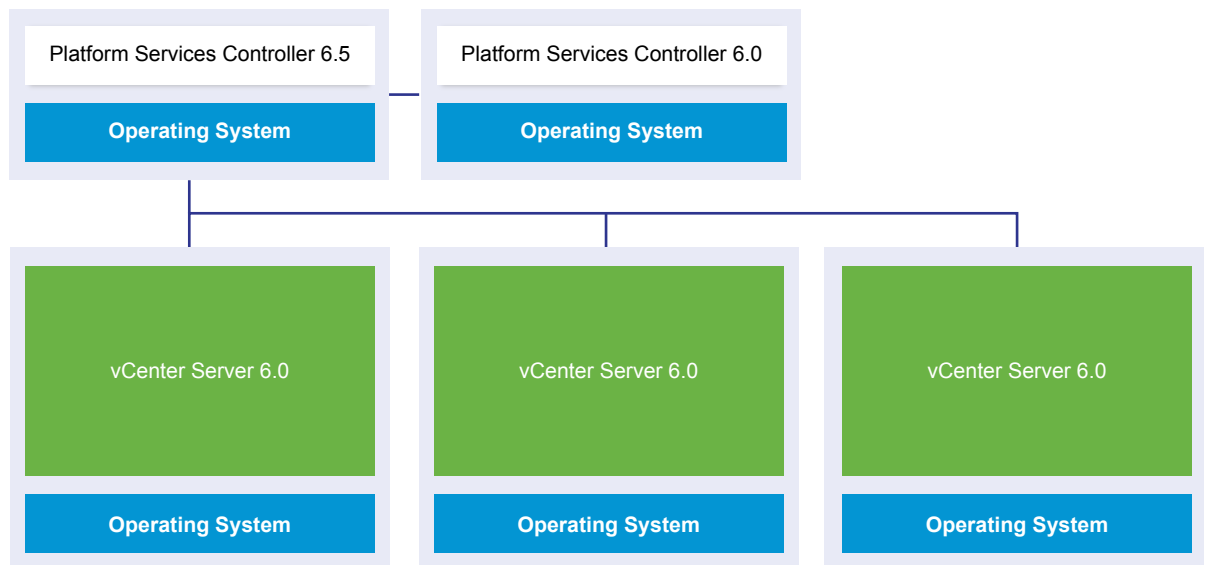 Platform Services Controller 6.5
Platform Services Controller 6.0
Operating System
Operating System
vCenter Server 6.0
vCenter Server 6.0
vCenter Server 6.0
Operating System
Operating System
Operating System